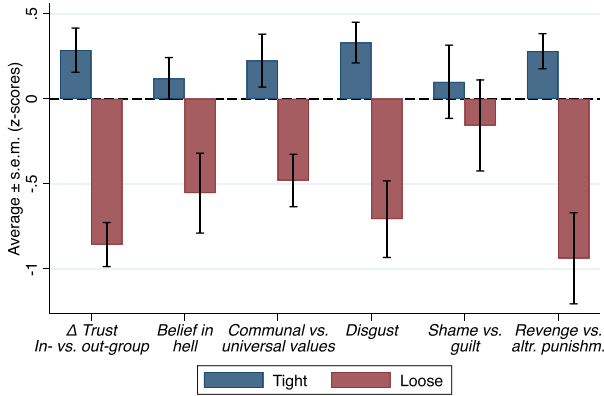 Average ± s.e.m. (z-scores)
.5
0
-.5
-1
Δ Trust
In- vs. out-group
Belief in
hell
Communal vs.
universal values
Disgust
Shame vs.
guilt
Revenge vs.
altr. punishm.
Tight
Loose